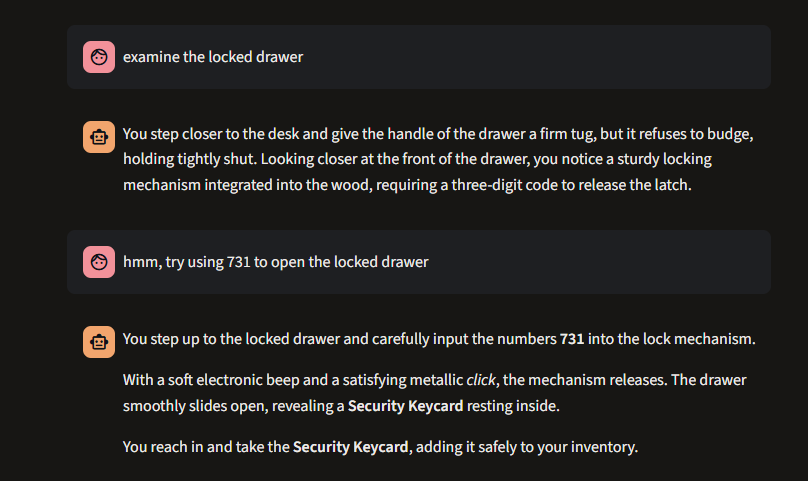 examine the locked drawer
You step closer to the desk and give the handle of the drawer a firm tug, but it refuses to budge,
holding tightly shut. Looking closer at the front of the drawer, you notice a sturdy locking
mechanism integrated into the wood, requiring a three-digit code to release the latch.
hmm, try using 731 to open the locked drawer
You step up to the locked drawer and carefully input the numbers 731 into the lock mechanism.
With a soft electronic beep and a satisfying metallic click, the mechanism releases. The drawer
smoothly slides open, revealing a Security Keycard resting inside.
You reach in and take the Security Keycard, adding it safely to your inventory.